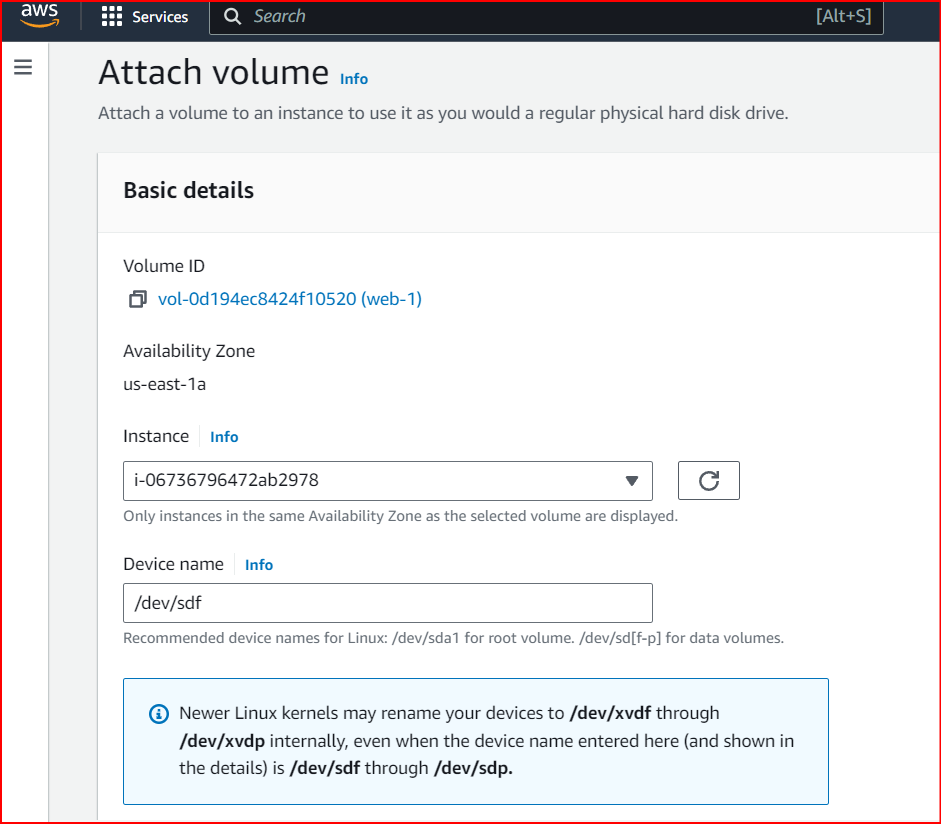 aws Services Search [Alt+S]
Attach volume Info
Attach a volume to an instance to use it as you would a regular physical hard disk drive.
Basic details
Volume ID
vol-0d194ec8424f10520 (web-1)
Availability Zone
us-east-1a
Instance Info
i-06736796472ab2978
Only instances in the same Availability Zone as the selected volume are displayed.
Device name Info
/dev/sdf
Recommended device names for Linux: /dev/sda1 for root volume. /dev/sd[f-p] for data volumes.
Newer Linux kernels may rename your devices to /dev/xvdf through
/dev/xvdp internally, even when the device name entered here (and shown in
the details) is /dev/sdf through /dev/sdp.